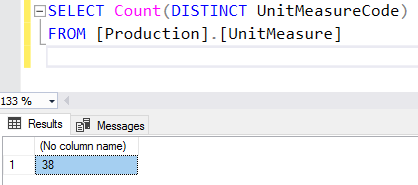 SELECT Count(DISTINCT UnitMeasureCode)
FROM [Production].[UnitMeasure]
133 %
Results Messages
(No column name)
1 38